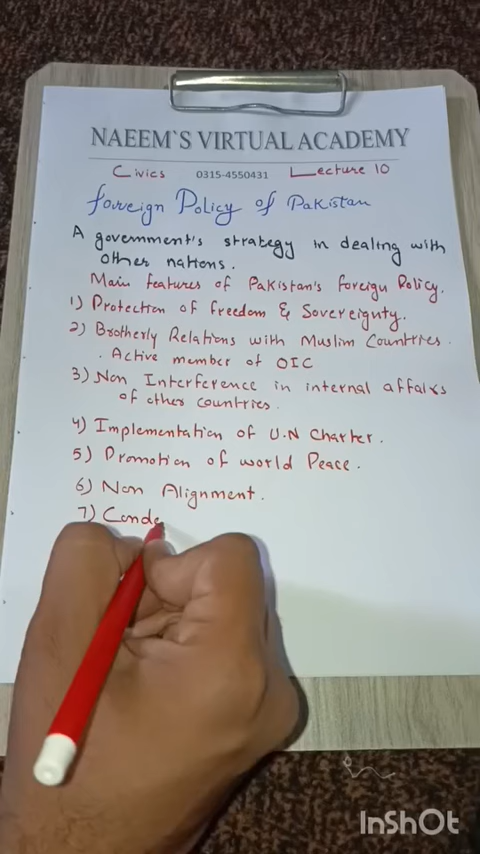 NAEEM`S VIRTUAL ACADEMY
Civics 0315-4550431 Lecture 10
Foreign Policy of Pakistan
A government's strategy in dealing with
other nations.
Main features of Pakistan's foreign Policy.
1) Protection of freedom & Sovereignty.
2) Brotherly Relations with Muslim Countries.
. Active member of OIC
3) Non Interference in internal affairs
of other countries.
4) Implementation of U.N Charter.
5) Promotion of world Peace.
6) Non Alignment.
7) Conde
InShOt